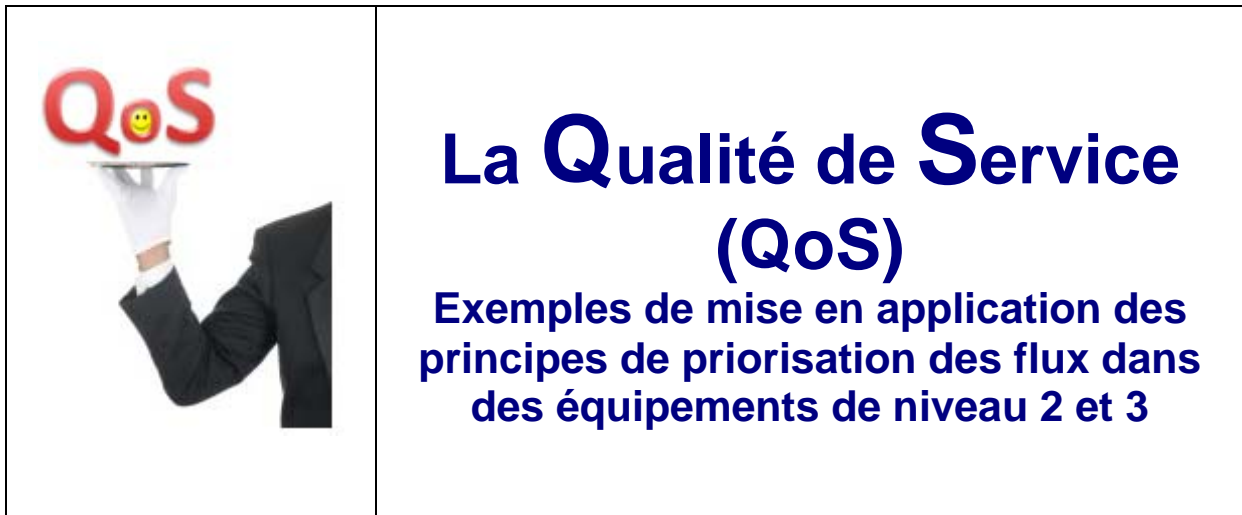 QoS
La Qualité de Service
(QoS)
Exemples de mise en application des
principes de priorisation des flux dans
des équipements de niveau 2 et 3